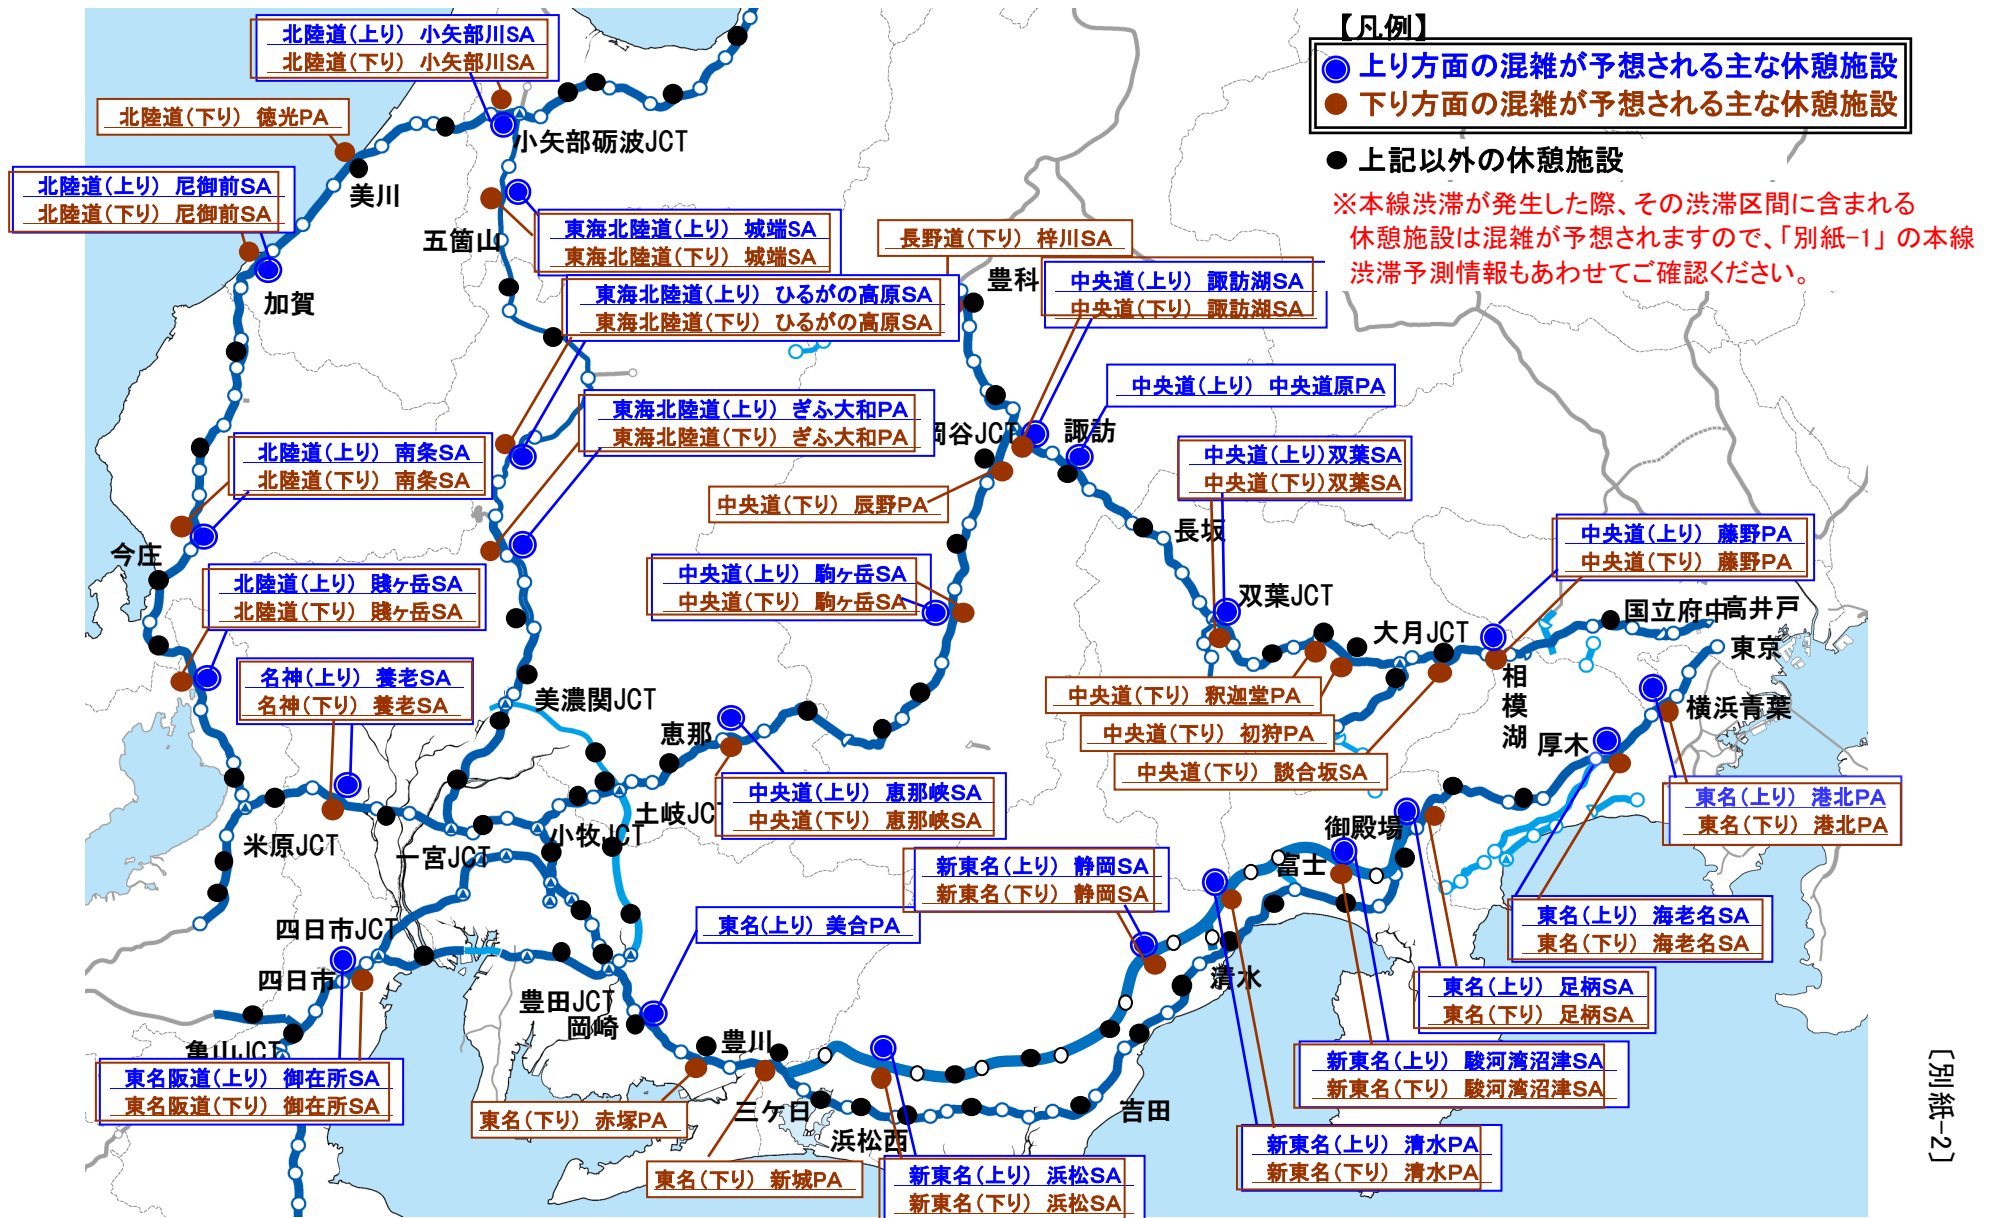 【凡例】
上り方面の混雑が予想される主な休憩施設
下り方面の混雑が予想される主な休憩施設
上記以外の休憩施設
※本線渋滞が発生した際、その渋滞区間に含まれる
休憩施設は混雑が予想されますので、「別紙-1」の本線
渋滞予測情報もあわせてご確認ください。
北陸道(上り) 小矢部川SA
北陸道(下り) 小矢部川SA
北陸道(下り) 徳光PA
小矢部砺波JCT
北陸道(上り) 尼御前SA
北陸道(下り) 尼御前SA
美川
五箇山
東海北陸道(上り) 城端SA
東海北陸道(下り) 城端SA
長野道(下り) 梓川SA
加賀
東海北陸道(上り) ひるがの高原SA
東海北陸道(下り) ひるがの高原SA
豊科
中央道(上り) 諏訪湖SA
中央道(下り) 諏訪湖SA
中央道(上り) 中央道原PA
東海北陸道(上り) ぎふ大和PA
東海北陸道(下り) ぎふ大和PA
岡谷JCT
諏訪
北陸道(上り) 南条SA
北陸道(下り) 南条SA
中央道(上り)双葉SA
中央道(下り)双葉SA
中央道(下り) 辰野PA
長坂
中央道(上り) 藤野PA
中央道(下り) 藤野PA
今庄
北陸道(上り) 賤ヶ岳SA
北陸道(下り) 賤ヶ岳SA
中央道(上り) 駒ヶ岳SA
中央道(下り) 駒ヶ岳SA
双葉JCT
大月JCT
国立府中
高井戸
東京
名神(上り) 養老SA
名神(下り) 養老SA
美濃関JCT
恵那
中央道(下り) 釈迦堂PA
中央道(下り) 初狩PA
中央道(下り) 談合坂SA
相模湖
横浜青葉
厚木
中央道(上り) 恵那峡SA
中央道(下り) 恵那峡SA
土岐JCT
小牧JCT
米原JCT
一宮JCT
御殿場
東名(上り) 港北PA
東名(下り) 港北PA
新東名(上り) 静岡SA
新東名(下り) 静岡SA
富士
四日市JCT
東名(上り) 美合PA
東名(上り) 海老名SA
東名(下り) 海老名SA
四日市
豊田JCT
岡崎
清水
東名(上り) 足柄SA
東名(下り) 足柄SA
亀山JCT
東名阪道(上り) 御在所SA
東名阪道(下り) 御在所SA
豊川
新東名(上り) 駿河湾沼津SA
新東名(下り) 駿河湾沼津SA
東名(下り) 赤塚PA
三ケ日
浜松西
吉田
東名(下り) 新城PA
新東名(上り) 浜松SA
新東名(下り) 浜松SA
新東名(上り) 清水PA
新東名(下り) 清水PA
[別紙-2]